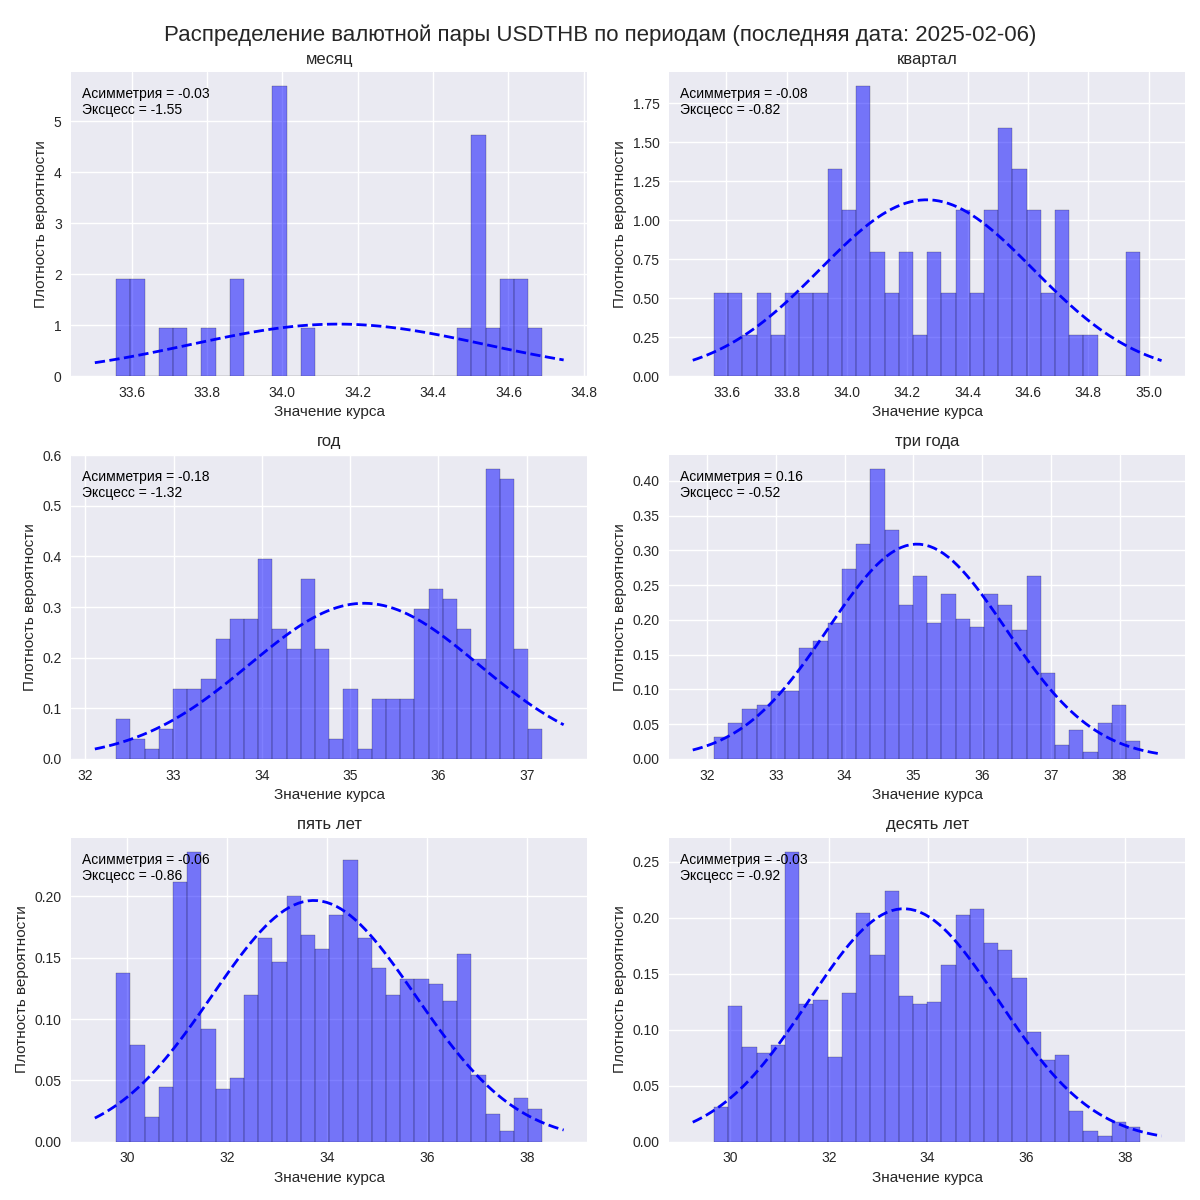 Распределение валютной пары USDTHB по периодам (последняя дата: 2025-02-06)
месяц
Асимметрия = -0.03
Эксцесс = -1.55
Плотность вероятности
5
4
3
2
1
0
33.6 33.8 34.0 34.2 34.4 34.6 34.8
Значение курса
квартал
Асимметрия = -0.08
Эксцесс = -0.82
Плотность вероятности
1.75
1.50
1.25
1.00
0.75
0.50
0.25
0.00
33.6 33.8 34.0 34.2 34.4 34.6 34.8 35.0
Значение курса
год
Асимметрия = -0.18
Эксцесс = -1.32
Плотность вероятности
0.6
0.5
0.4
0.3
0.2
0.1
0.0
32 33 34 35 36 37
Значение курса
три года
Асимметрия = 0.16
Эксцесс = -0.52
Плотность вероятности
0.40
0.35
0.30
0.25
0.20
0.15
0.10
0.05
0.00
32 33 34 35 36 37 38
Значение курса
пять лет
Асимметрия = -0.06
Эксцесс = -0.86
Плотность вероятности
0.20
0.15
0.10
0.05
0.00
30 32 34 36 38
Значение курса
десять лет
Асимметрия = -0.03
Эксцесс = -0.92
Плотность вероятности
0.25
0.20
0.15
0.10
0.05
0.00
30 32 34 36 38
Значение курса